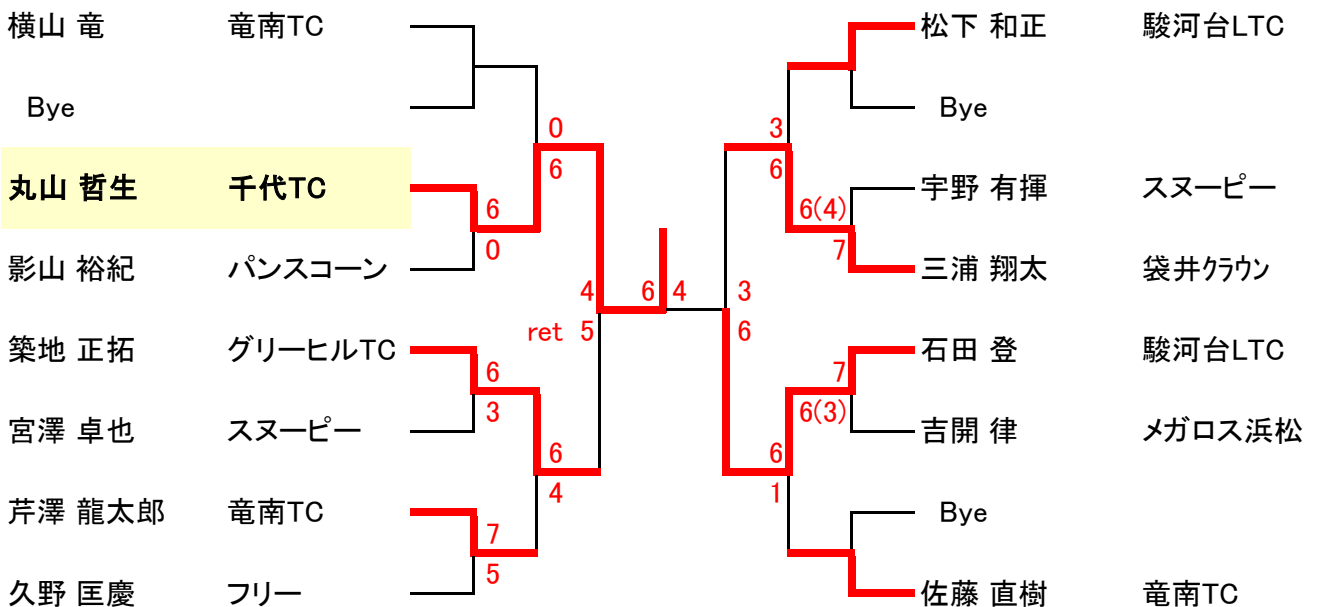 横山 竜 竜南TC 松下 和正 駿河台LTC
Bye Bye
0 3
丸山 哲生 千代TC 6 6 宇野 有揮 スヌーピー
6 6(4)
0 7
影山 裕紀 パンスコーン 三浦 翔太 袋井クラウン
4 6 4 3
ret 5 6
築地 正拓 グリーヒルTC 石田 登 駿河台LTC
6 7
3 6(3)
宮澤 卓也 スヌーピー 吉開 律 メガロス浜松
6 6
4 1
芹澤 龍太郎 竜南TC Bye
7
5
久野 匡慶 フリー 佐藤 直樹 竜南TC